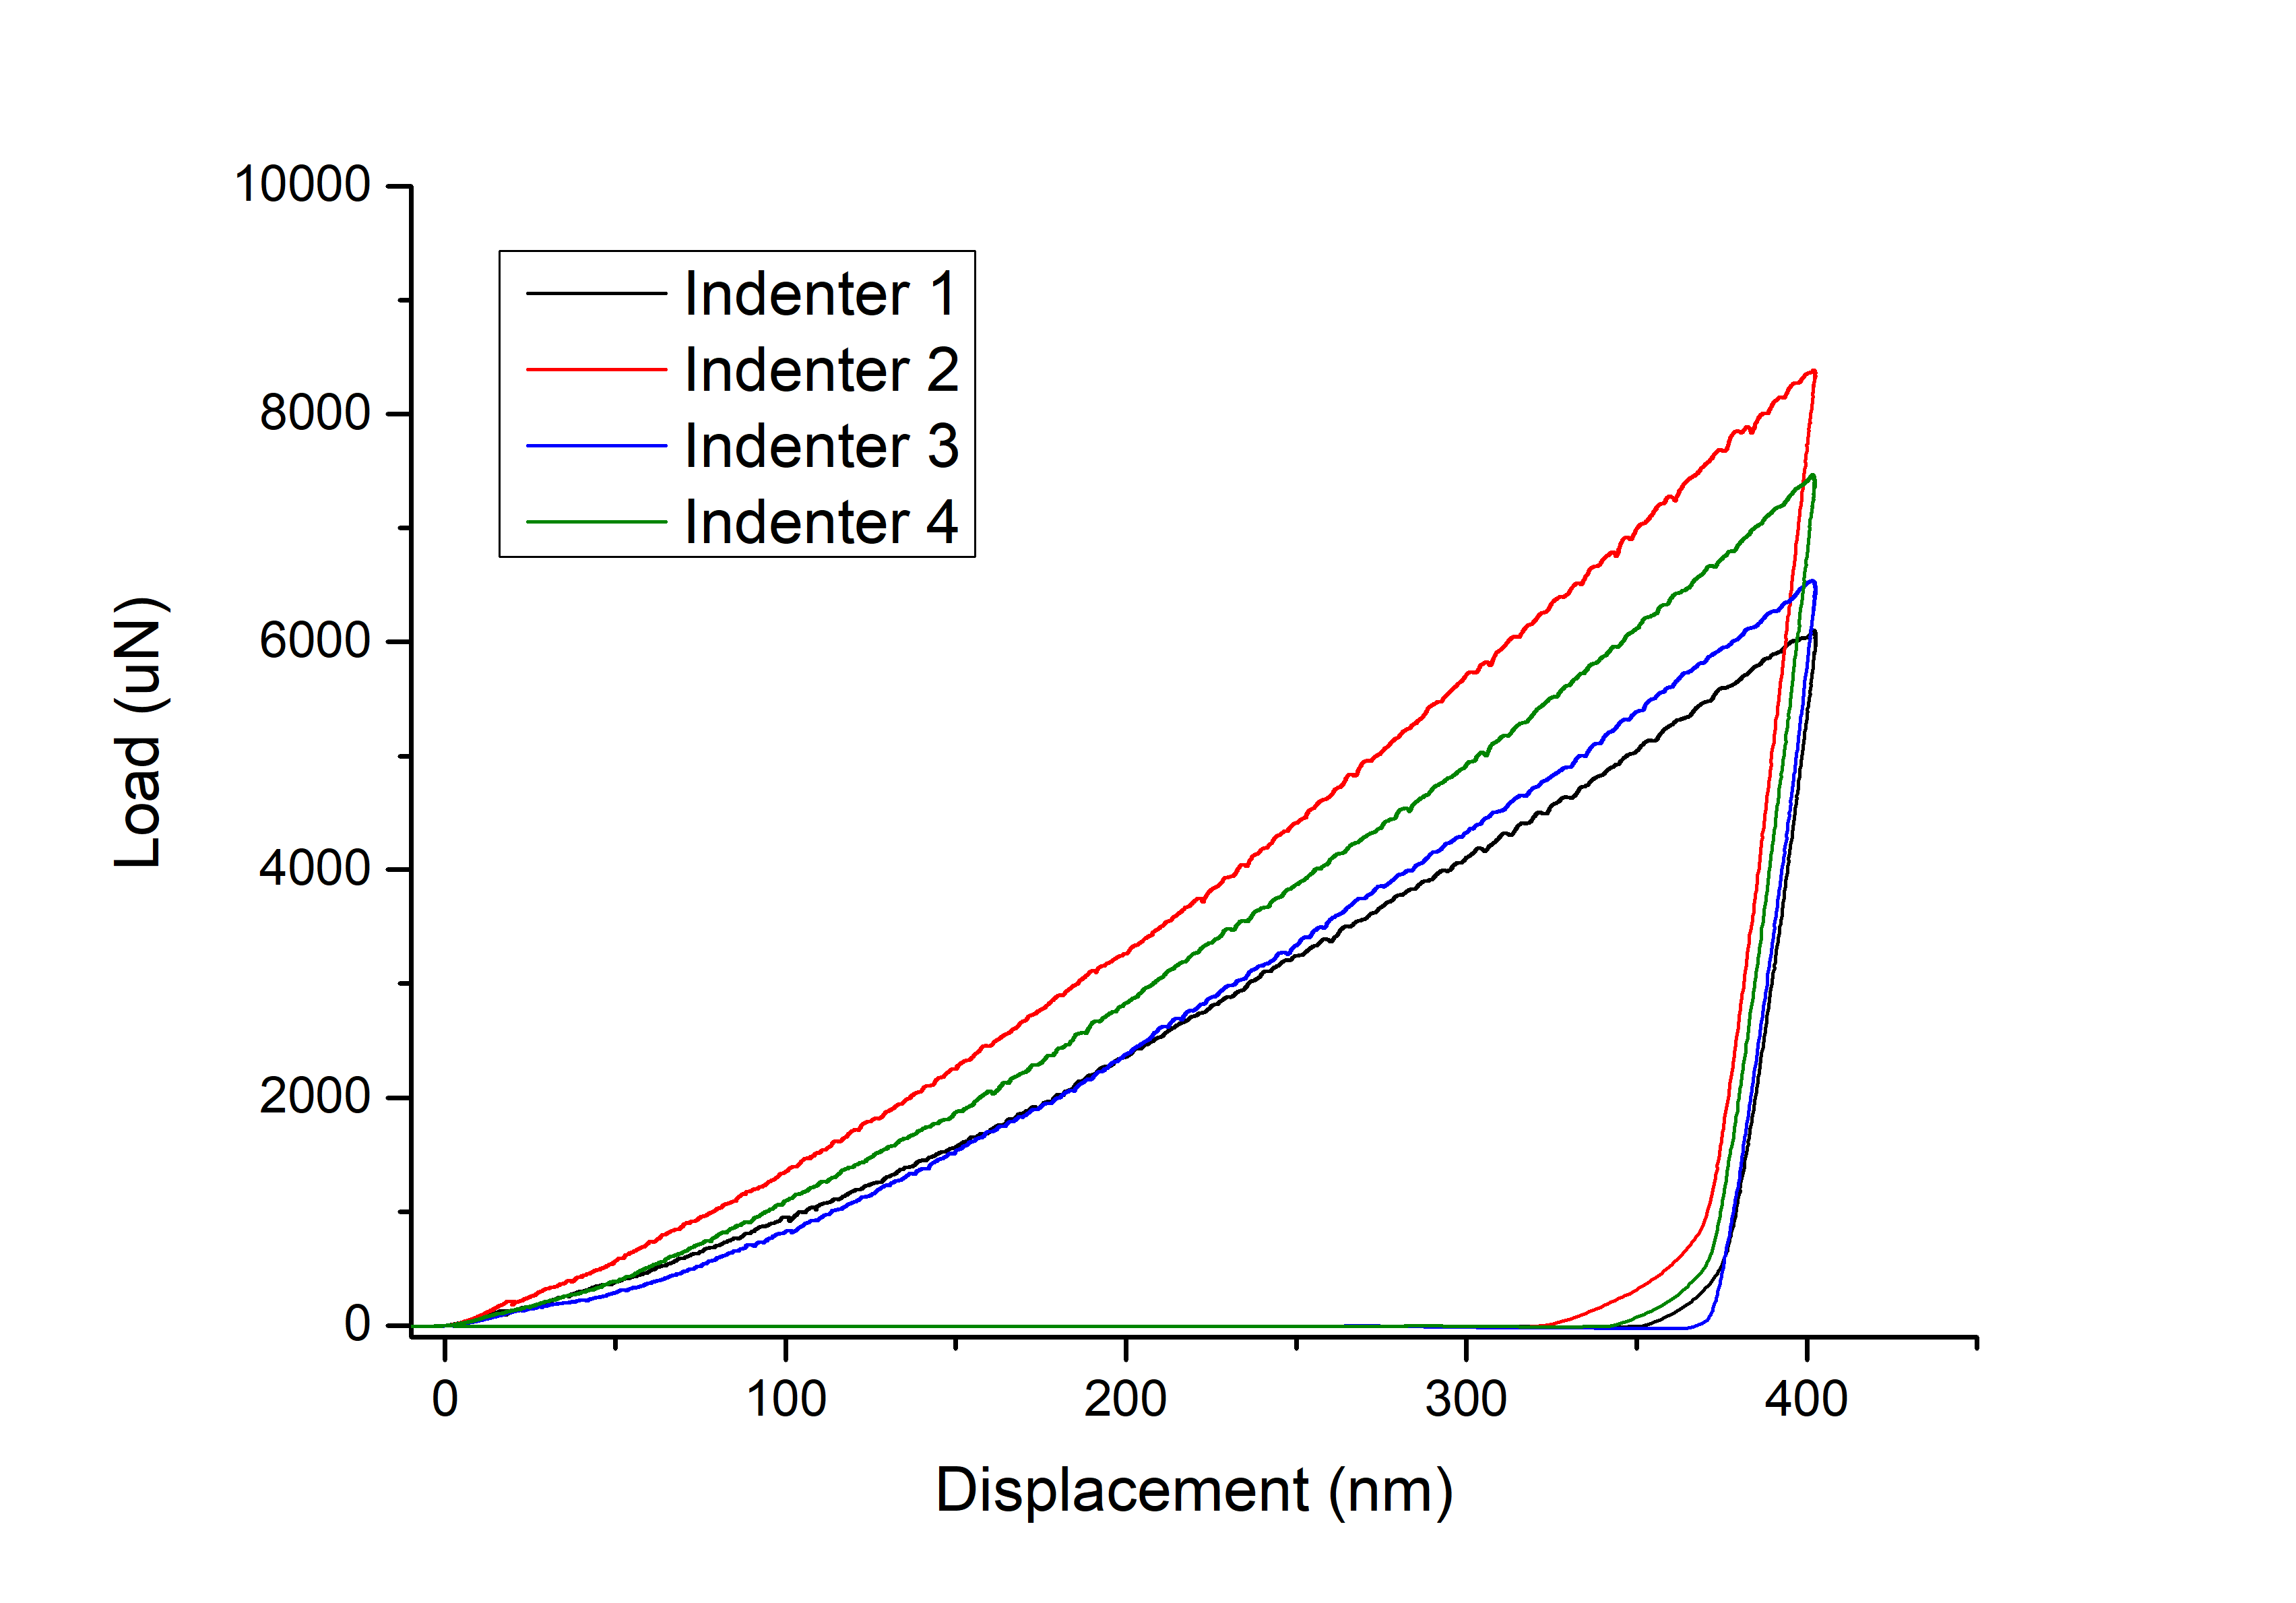 10000
8000
6000
4000
2000
0
Load (uN)
Indenter 1
Indenter 2
Indenter 3
Indenter 4
0 100 200 300 400
Displacement (nm)